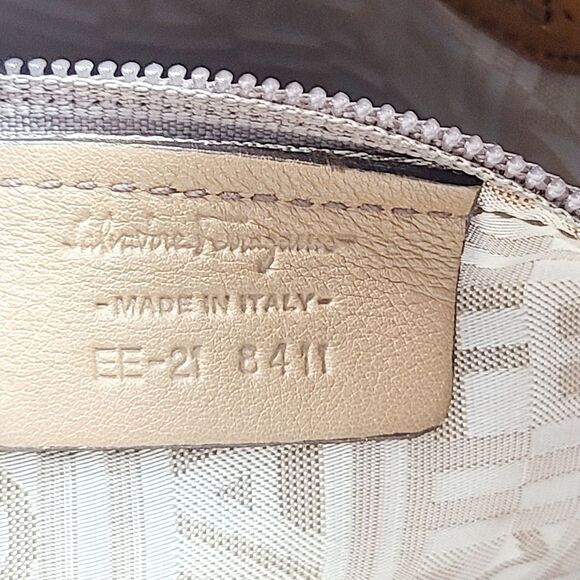 Salvatore Ferragamo
-MADE IN ITALY-
EE-21 8411